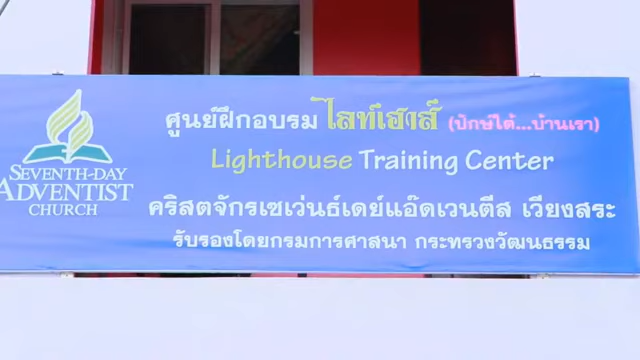 ศูนย์ฝึกอบรม ไลท์เฮาส์ (ปักษ์ใต้...บ้านเรา)
Lighthouse Training Center
SEVENTH-DAY
ADVENTIST
CHURCH
คริสตจักรเซเว่นธ์เดย์แอ๊ดเวนตีส เวียงสระ
รับรองโดยกรมการศาสนา กระทรวงวัฒนธรรม